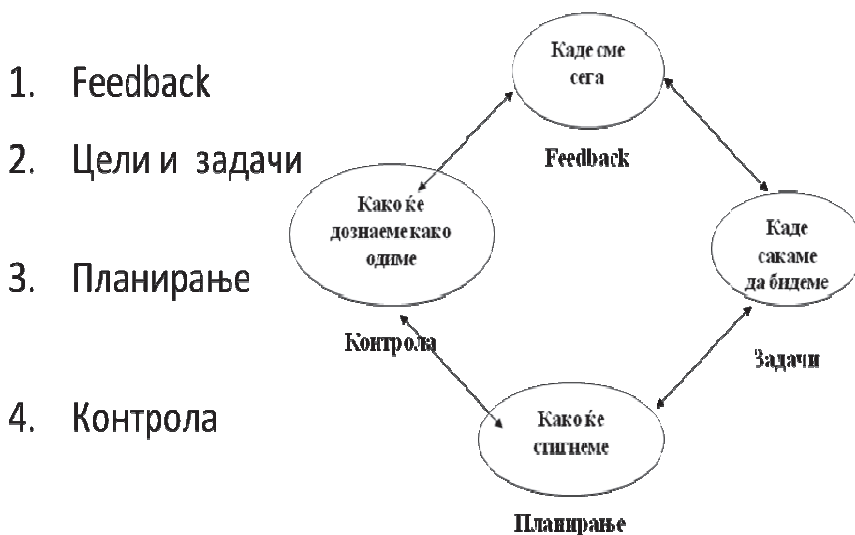 1. Feedback
2. Цели и задачи
3. Планирање
4. Контрола
Каде сме
сега
Feedback
Како ќе
дознаеме како
одиме
Контрола
Каде
сакаме
да бидеме
Задачи
Како ќе
стигнеме
Планирање